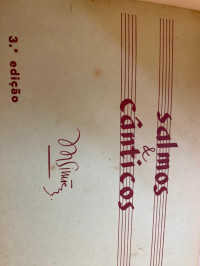 salmos
&
cânticos
3.ª edição